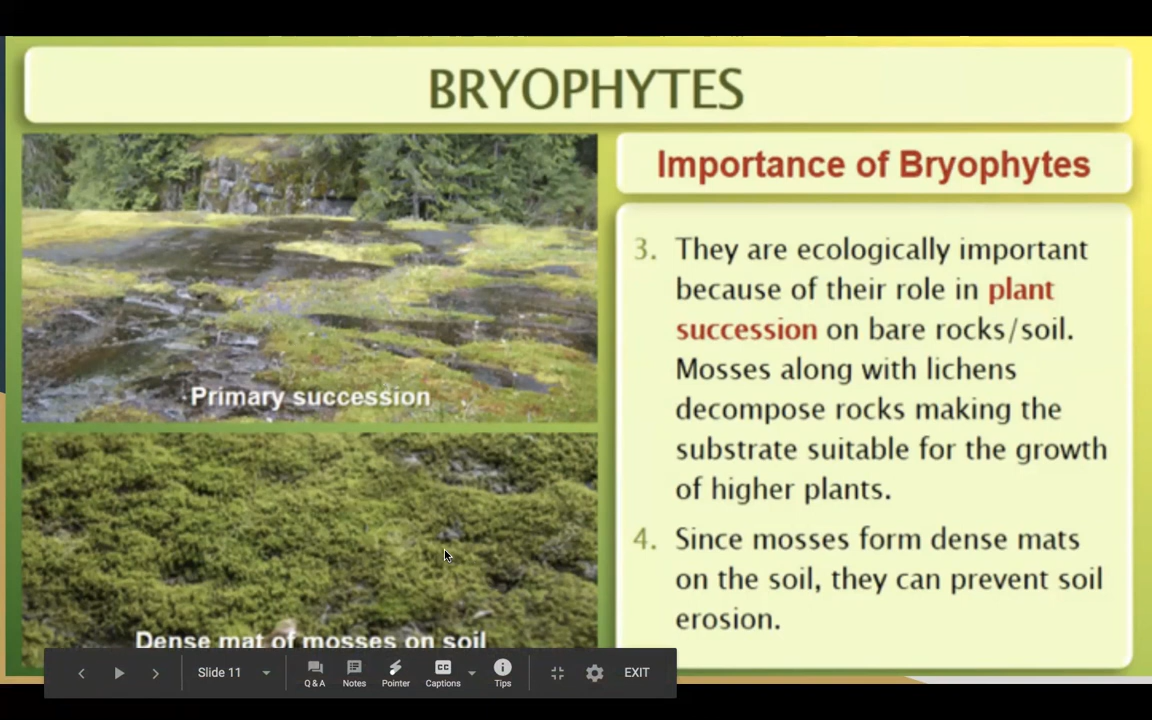 BRYOPHYTES
Primary succession
Dense mat of mosses on soil
Importance of Bryophytes
3. They are ecologically important
because of their role in plant
succession on bare rocks/soil.
Mosses along with lichens
decompose rocks making the
substrate suitable for the growth
of higher plants.
4. Since mosses form dense mats
on the soil, they can prevent soil
erosion.
Slide 11
Q & A
Notes
Pointer
CC
Captions
Tips
EXIT